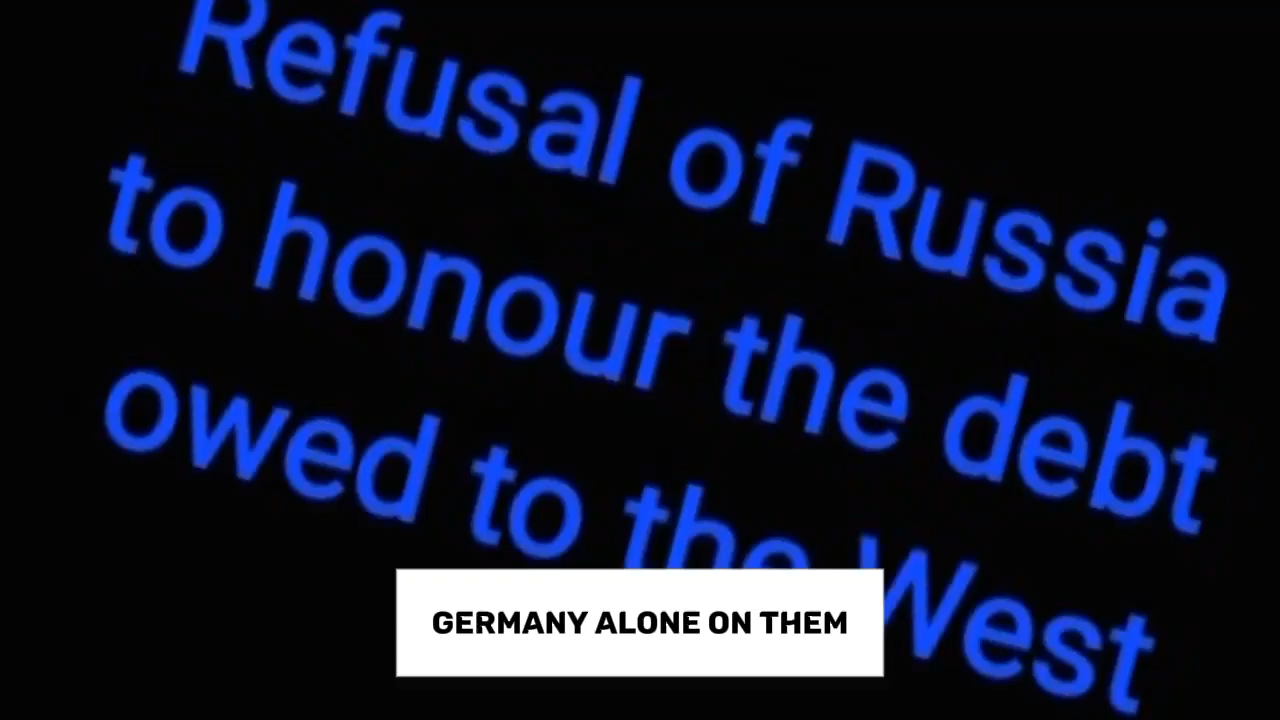 Refusal of Russia
to honour the debt
owed to the West
GERMANY ALONE ON THEM